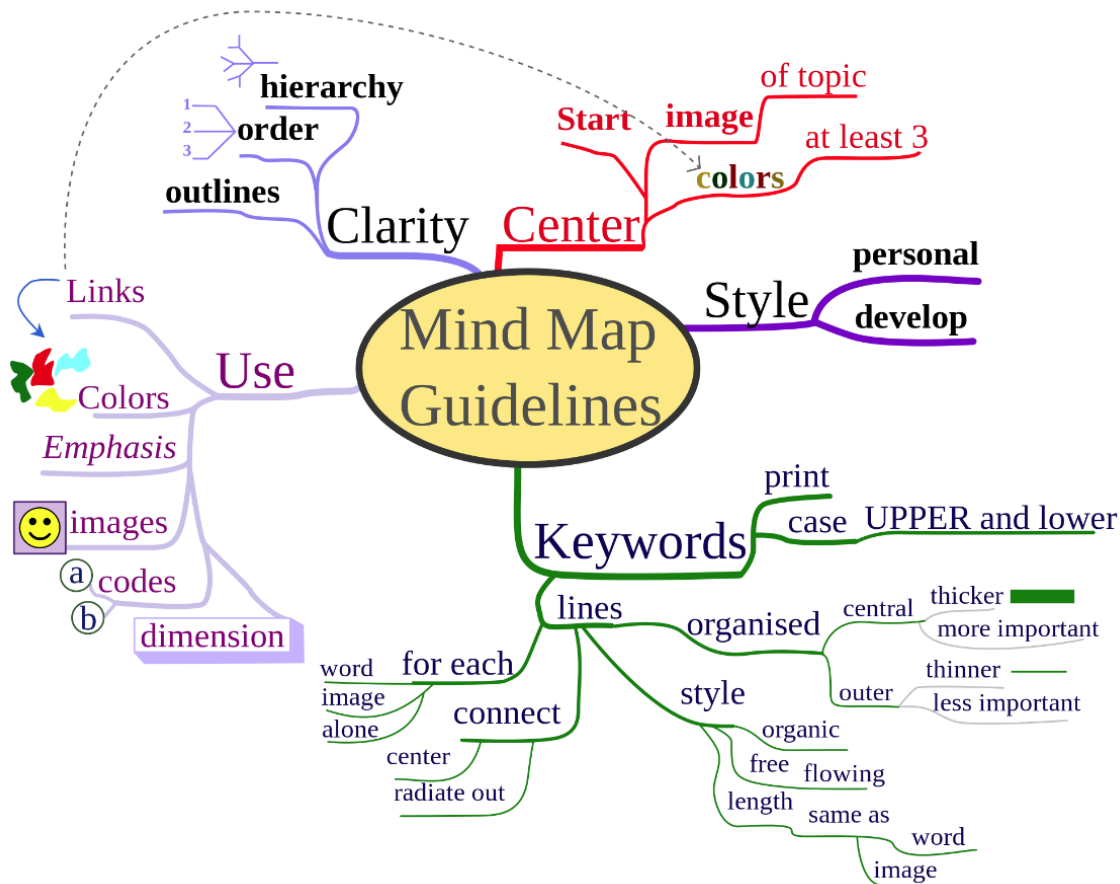 Mind Map
Guidelines
Center
Start
image
of topic
colors
at least 3
Style
personal
develop
Keywords
print
case
UPPER and lower
lines
organised
central
thicker
more important
outer
thinner
less important
style
organic
free
flowing
length
same as
word
image
connect
center
radiate out
for each
word
image
alone
Use
Links
Colors
Emphasis
images
codes
a
b
dimension
Clarity
hierarchy
order
1
2
3
outlines